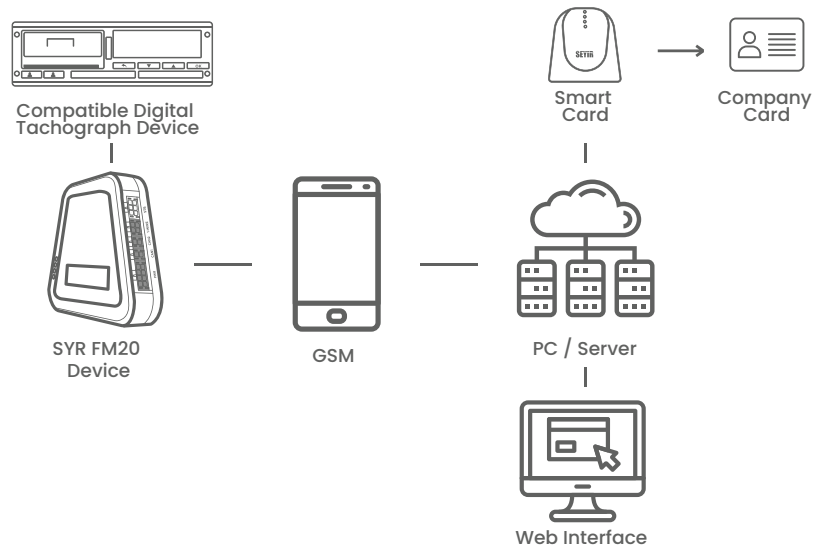 SEYIR
Smart
Card
Company
Card
Compatible Digital
Tachograph Device
SYR FM20
Device
GSM
PC / Server
Web Interface